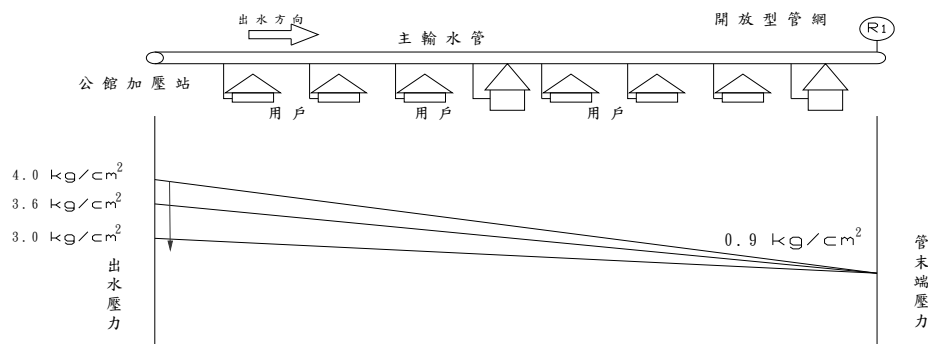 出水方向
開放型管網
R1
主輸水管
公館加壓站
用戶
用戶
用戶
4.0 kg/cm²
3.6 kg/cm²
3.0 kg/cm²
0.9 kg/cm²
出水壓力
管末端壓力